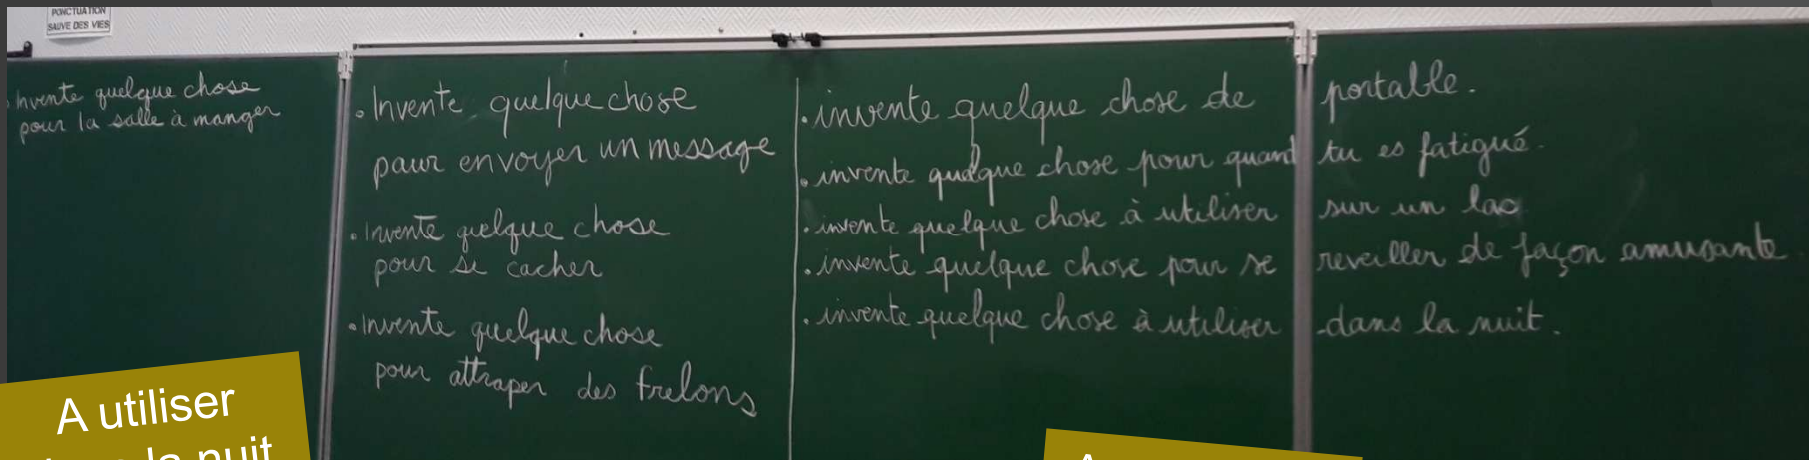 PONCTUATION
SAUVE DES VIES
invente quelque chose
pour la salle à manger
• Invente quelque chose
pour envoyer un message
• Invente quelque chose
pour se cacher
• Invente quelque chose
pour attraper des frelons
• invente quelque chose de portable.
• invente quelque chose pour quand tu es fatigué.
• invente quelque chose à utiliser sur un lac
• invente quelque chose pour se reveiller de façon amusante
• invente quelque chose à utiliser dans la nuit.
A utiliser
la nuit